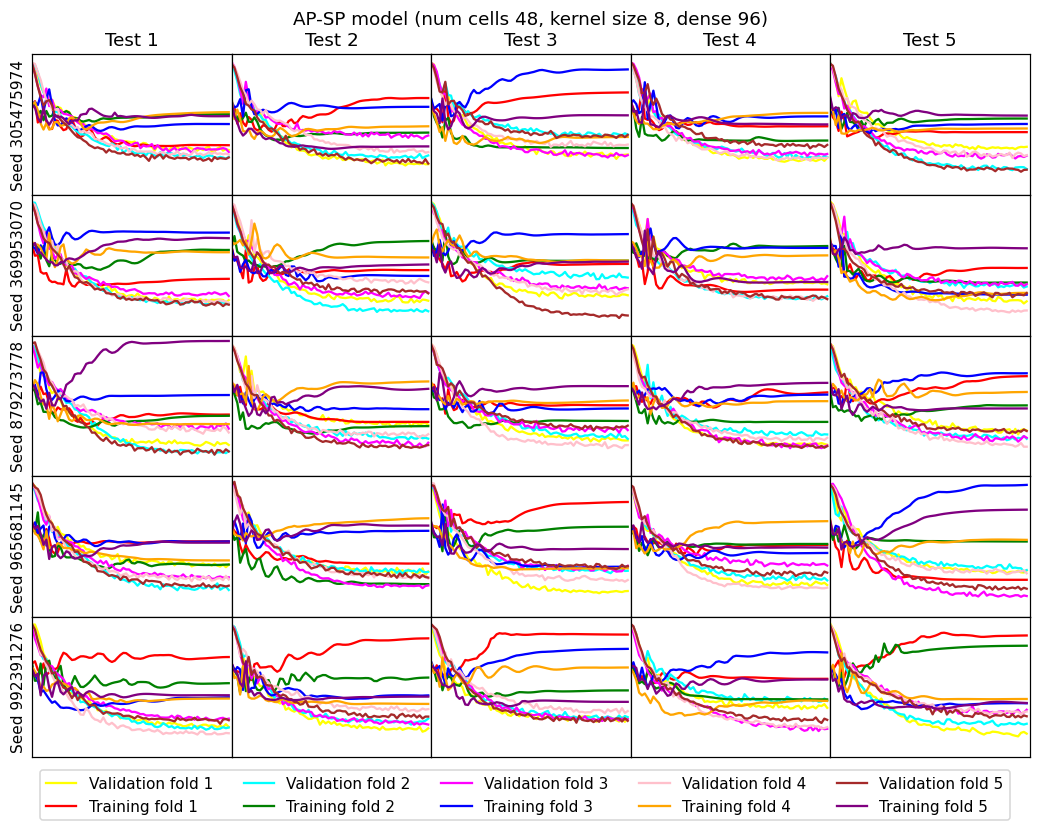 AP-SP model (num cells 48, kernel size 8, dense 96)
Test 1 Test 2 Test 3 Test 4 Test 5
Seed 3054759974
Seed 369953070
Seed 8792773778
Seed 965681145
Seed 992391276
Validation fold 1 Validation fold 2 Validation fold 3 Validation fold 4 Validation fold 5
Training fold 1 Training fold 2 Training fold 3 Training fold 4 Training fold 5